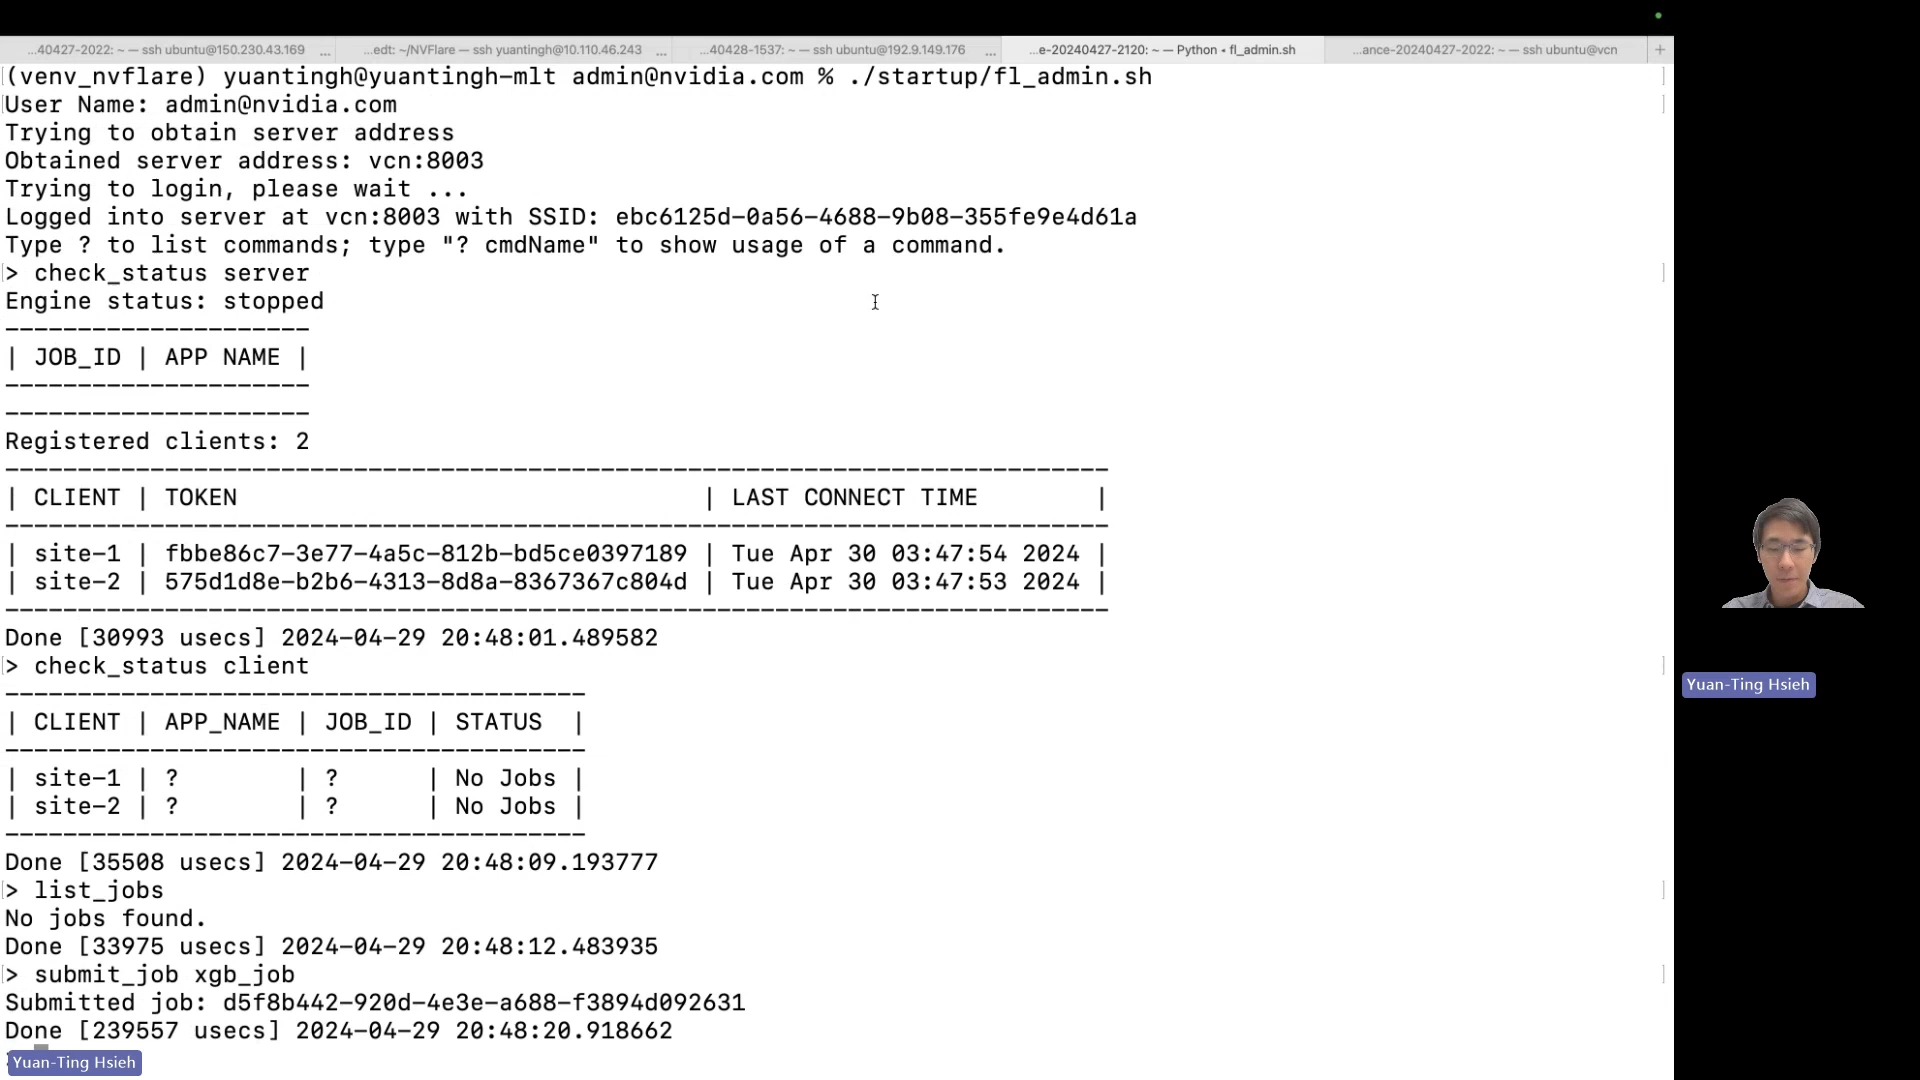 ...40427-2022: ~ — ssh ubuntu@150.230.43.169 ...
...edt: ~/NVFlare — ssh yuantingh@10.110.46.243 ...
...40428-1537: ~ — ssh ubuntu@192.9.149.176 ...
...e-20240427-2120: ~ — Python ◂ fl_admin.sh
...ance-20240427-2022: ~ — ssh ubuntu@vcn
+
(venv_nvflare) yuantingh@yuantingh-mlt admin@nvidia.com % ./startup/fl_admin.sh
User Name: admin@nvidia.com
Trying to obtain server address
Obtained server address: vcn:8003
Trying to login, please wait ...
Logged into server at vcn:8003 with SSID: ebc6125d-0a56-4688-9b08-355fe9e4d61a
Type ? to list commands; type "? cmdName" to show usage of a command.
> check_status server
Engine status: stopped
---------------------
| JOB_ID | APP NAME |
---------------------
---------------------
Registered clients: 2
----------------------------------------------------------------------------
| CLIENT | TOKEN                                | LAST CONNECT TIME        |
----------------------------------------------------------------------------
| site-1 | fbbe86c7-3e77-4a5c-812b-bd5ce0397189 | Tue Apr 30 03:47:54 2024 |
| site-2 | 575d1d8e-b2b6-4313-8d8a-8367367c804d | Tue Apr 30 03:47:53 2024 |
----------------------------------------------------------------------------
Done [30993 usecs] 2024-04-29 20:48:01.489582
> check_status client
----------------------------------------
| CLIENT | APP_NAME | JOB_ID | STATUS  |
----------------------------------------
| site-1 | ?        | ?      | No Jobs |
| site-2 | ?        | ?      | No Jobs |
----------------------------------------
Done [35508 usecs] 2024-04-29 20:48:09.193777
> list_jobs
No jobs found.
Done [33975 usecs] 2024-04-29 20:48:12.483935
> submit_job xgb_job
Submitted job: d5f8b442-920d-4e3e-a688-f3894d092631
Done [239557 usecs] 2024-04-29 20:48:20.918662
Yuan-Ting Hsieh
Yuan-Ting Hsieh